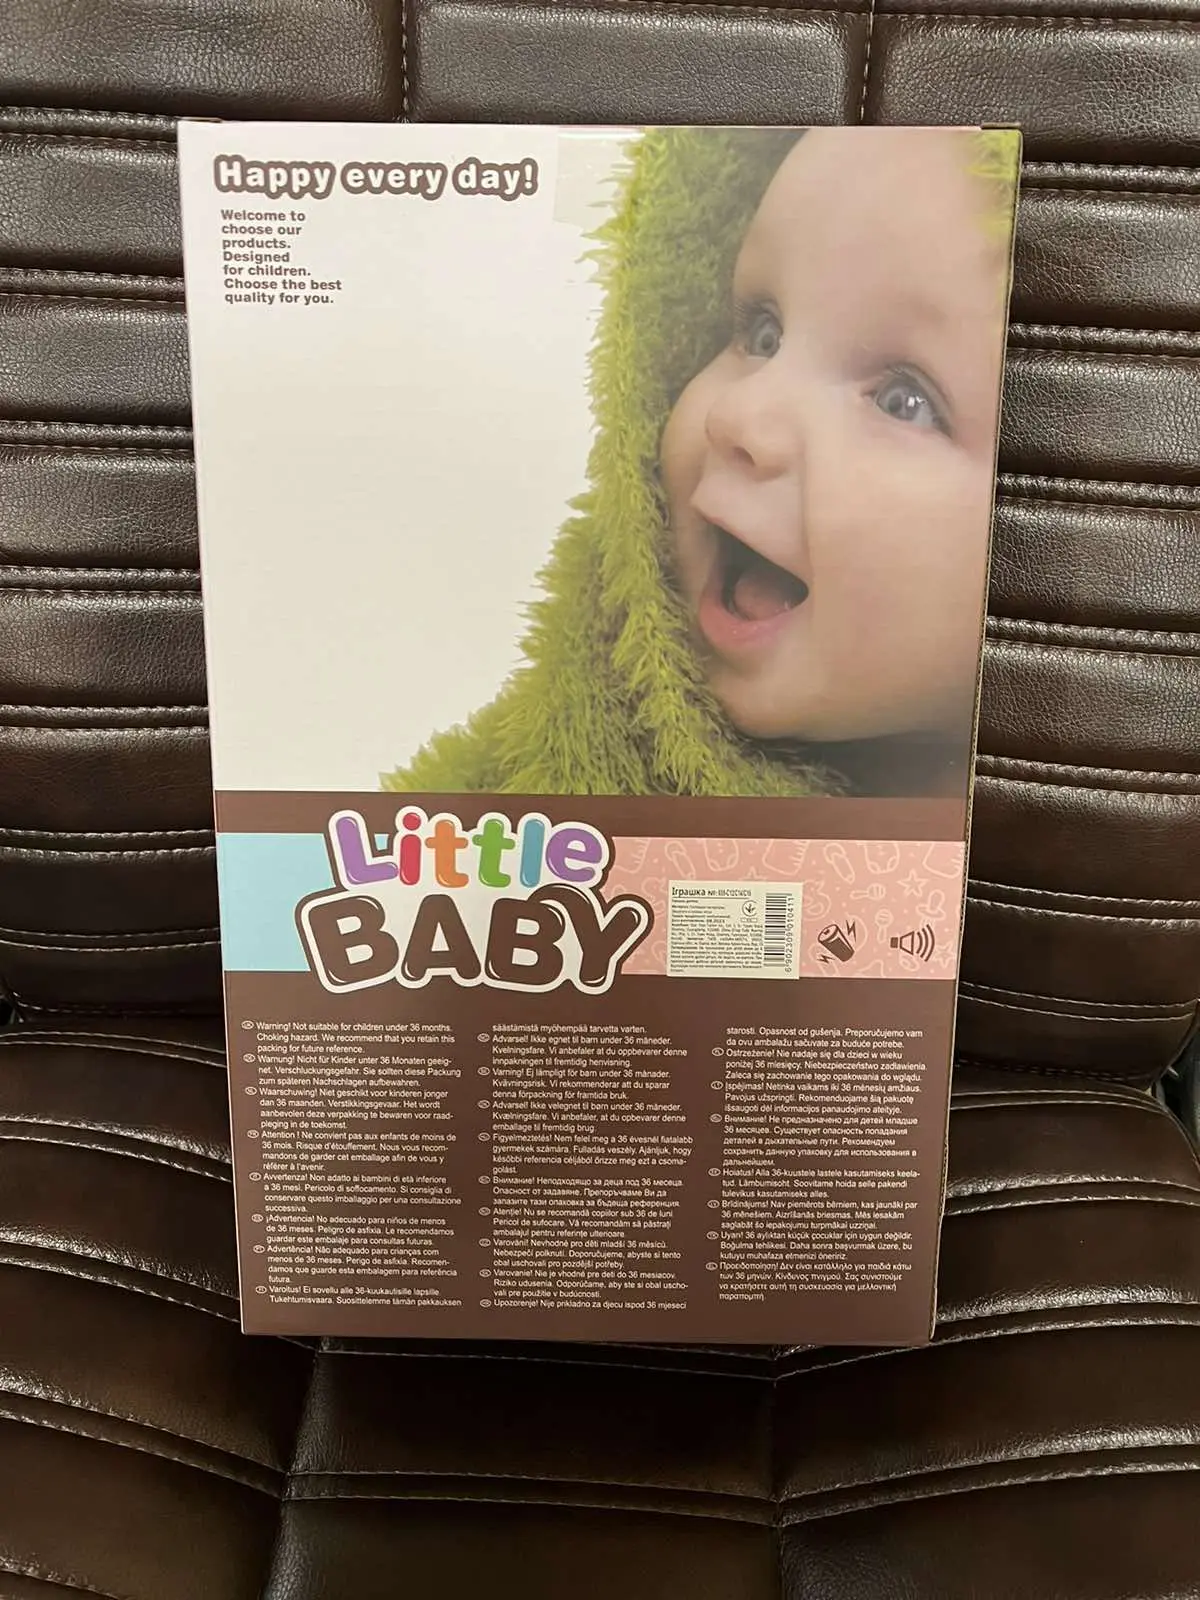 Happy every day!
Welcome to
choose our
products.
Designed
for children.
Choose the best
quality for you.
Little
BABY
Іграшка
6902309010411
Warning! Not suitable for children under 36 months.
Choking hazard. We recommend that you retain this
packing for future reference.
Warnung! Nicht für Kinder unter 36 Monaten geeig-
net. Verschluckungsgefahr. Sie sollten diese Packung
zum späteren Nachschlagen aufbewahren.
Waarschuwing! Niet geschikt voor kinderen jonger
dan 36 maanden. Verstikkingsgevaar. Het wordt
aanbevolen deze verpakking te bewaren voor raad-
pleging in de toekomst.
Attention ! Ne convient pas aux enfants de moins de
36 mois. Risque d'étouffement. Nous vous recom-
mandons de garder cet emballage afin de vous y
référer à l'avenir.
Avvertenza! Non adatto ai bambini di età inferiore
a 36 mesi. Pericolo di soffocamento. Si consiglia di
conservare questo imballaggio per una consultazione
successiva.
¡Advertencia! No adecuado para niños de menos
de 36 meses. Peligro de asfixia. Le recomendamos
guardar este embalaje para consultas futuras.
Advertência! Não adequado para crianças com
menos de 36 meses. Perigo de asfixia. Recomen-
damos que guarde esta embalagem para referência
futura.
Varoitus! Ei sovellu alle 36-kuukautisille lapsille.
Tukehtumisvaara. Suosittelemme tämän pakkauksen
säästämistä myöhempää tarvetta varten.
Advarsel! Ikke egnet til barn under 36 måneder.
Kvelningsfare. Vi anbefaler at du oppbevarer denne
innpakningen til fremtidig henvisning.
Varning! Ej lämpligt för barn under 36 månader.
Kvävningsrisk. Vi rekommenderar att du sparar
denna förpackning för framtida bruk.
Advarsel! Ikke velegnet til børn under 36 måneder.
Kvælningsfare. Vi anbefaler, at du opbevarer denne
emballage til fremtidig brug.
Figyelmeztetés! Nem felel meg a 36 évesnél fiatalabb
gyermekek számára. Fulladás veszély. Ajánljuk, hogy
későbbi referencia céljából őrizze meg ezt a csoma-
golást.
Внимание! Неподходящо за деца под 36 месеца.
Опасност от задавяне. Препоръчваме Ви да
запазите тази опаковка за бъдеща референция.
Atenție! Nu se recomandă copiilor sub 36 de luni
Pericol de sufocare. Vă recomandăm să păstrați
ambalajul pentru referințe ulterioare.
Varování! Nevhodné pro děti mladší 36 měsíců.
Nebezpečí polknutí. Doporučujeme, abyste si tento
obal uschovali pro pozdější potřeby.
Varovanie! Nie je vhodné pre deti do 36 mesiacov.
Riziko udusenia. Odporúčame, aby ste si obal uscho-
vali pre použitie v budúcnosti.
Upozorenje! Nije prikladno za djecu ispod 36 mjeseci
starosti. Opasnost od gušenja. Preporučujemo vam
da ovu ambalažu sačuvate za buduće potrebe.
Ostrzeżenie! Nie nadaje się dla dzieci w wieku
poniżej 36 miesięcy. Niebezpieczeństwo zadławienia.
Zaleca się zachowanie tego opakowania do wglądu.
Įspėjimas! Netinka vaikams iki 36 mėnesių amžiaus.
Pavojus užspringti. Rekomenduojame šią pakuotę
išsaugoti dėl informacijos panaudojimo ateityje.
Внимание! Не предназначено для детей младше
36 месяцев. Существует опасность попадания
деталей в дыхательные пути. Рекомендуем
сохранить данную упаковку для использования в
дальнейшем.
Hoiatus! Alla 36-kuustele lastele kasutamiseks keela-
tud. Lämbumisoht. Soovitame hoida selle pakendi
tulevikus kasutamiseks alles.
Brīdinājums! Nav piemērots bērniem, kas jaunāki par
36 mēnešiem. Aizrīšanās briesmas. Mēs iesakām
saglabāt šo iepakojumu turpmākai uzziņai.
Uyarı! 36 aylıktan küçük çocuklar için uygun değildir.
Boğulma tehlikesi. Daha sonra başvurmak üzere, bu
kutuyu muhafaza etmenizi öneririz.
Προειδοποίηση! Δεν είναι κατάλληλο για παιδιά κάτω
των 36 μηνών. Κίνδυνος πνιγμού. Σας συνιστούμε
να κρατήσετε αυτή τη συσκευασία για μελλοντική
παραπομπή.